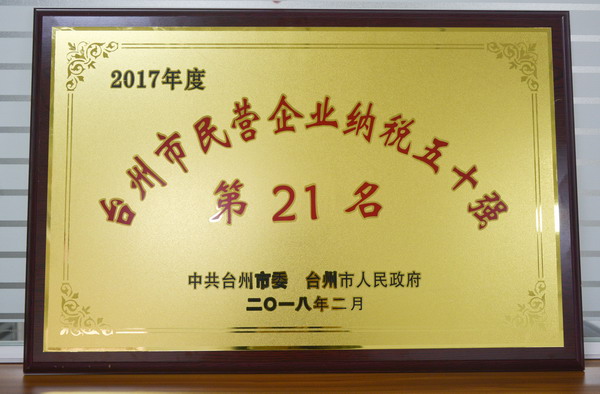 2017年度
台州市民营企业纳税五十强
第21名
中共台州市委 台州市人民政府
二〇一八年二月